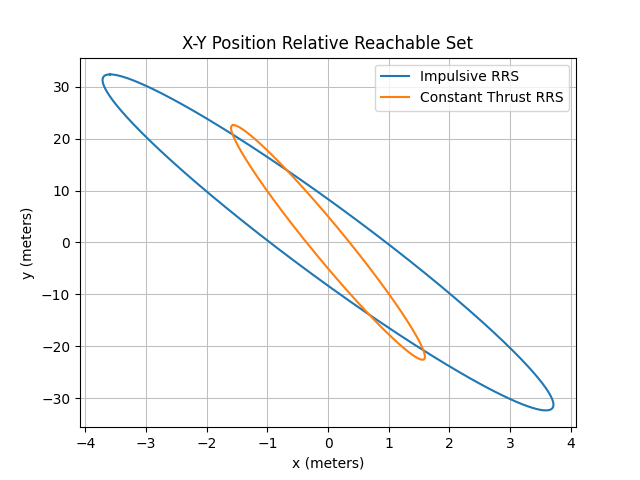 X-Y Position Relative Reachable Set
Impulsive RRS
Constant Thrust RRS
y (meters)
30
20
10
0
−10
−20
−30
−4 −3 −2 −1 0 1 2 3 4
x (meters)